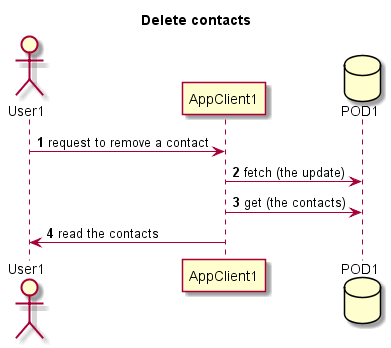 Delete contacts
User1
AppClient1
POD1
1 request to remove a contact
2 fetch (the update)
3 get (the contacts)
4 read the contacts
User1
AppClient1
POD1